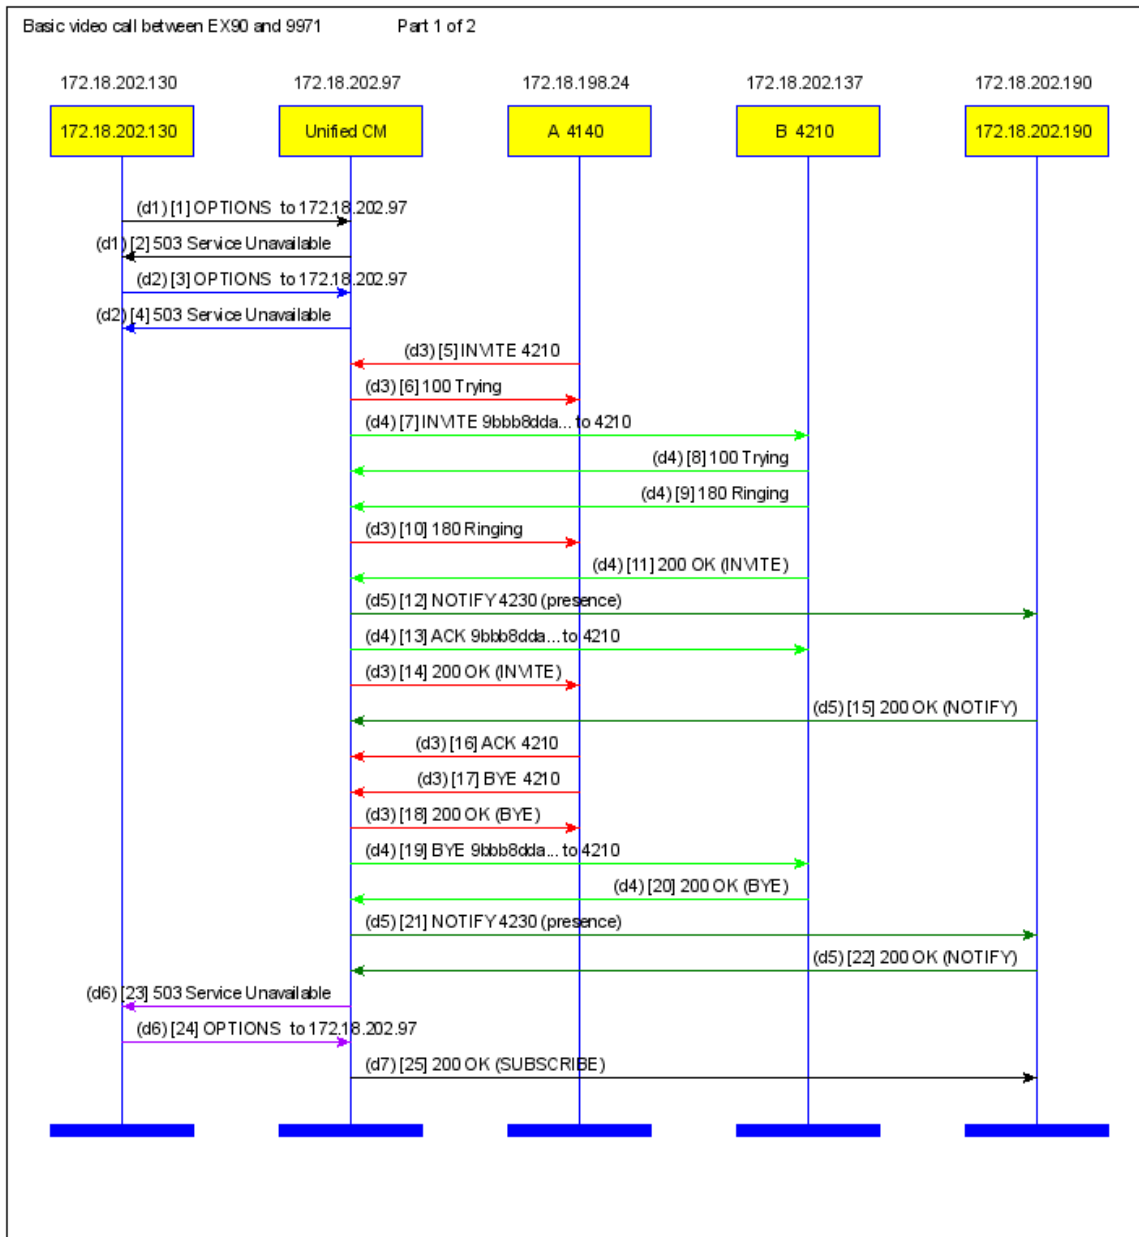 Basic video call between EX90 and 9971 Part 1 of 2
172.18.202.130 172.18.202.97 172.18.198.24 172.18.202.137 172.18.202.190
172.18.202.130 Unified CM A 4140 B 4210 172.18.202.190
(d1) [1] OPTIONS to 172.18.202.97
(d1) [2] 503 Service Unavailable
(d2) [3] OPTIONS to 172.18.202.97
(d2) [4] 503 Service Unavailable
(d3) [5] INVITE 4210
(d3) [6] 100 Trying
(d4) [7] INVITE 9bbb8dda... to 4210
(d4) [8] 100 Trying
(d4) [9] 180 Ringing
(d3) [10] 180 Ringing
(d4) [11] 200 OK (INVITE)
(d5) [12] NOTIFY 4230 (presence)
(d4) [13] ACK 9bbb8dda... to 4210
(d3) [14] 200 OK (INVITE)
(d5) [15] 200 OK (NOTIFY)
(d3) [16] ACK 4210
(d3) [17] BYE 4210
(d3) [18] 200 OK (BYE)
(d4) [19] BYE 9bbb8dda... to 4210
(d4) [20] 200 OK (BYE)
(d5) [21] NOTIFY 4230 (presence)
(d5) [22] 200 OK (NOTIFY)
(d6) [23] 503 Service Unavailable
(d6) [24] OPTIONS to 172.18.202.97
(d7) [25] 200 OK (SUBSCRIBE)